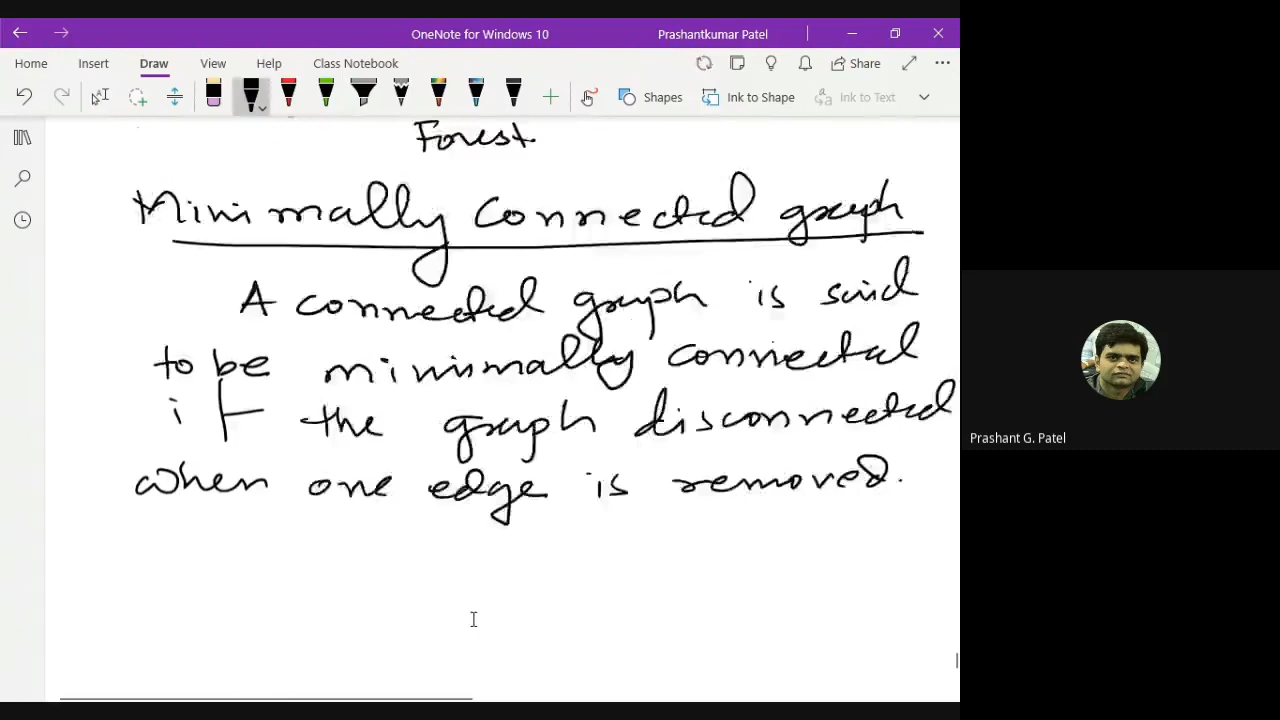 OneNote for Windows 10
Prashantkumar Patel
Home Insert Draw View Help Class Notebook Share
Shapes Ink to Shape Ink to Text
Forest
Minimally connected graph
A connected graph is said
to be minimally connected
if the graph disconnected
when one edge is removed.
Prashant G. Patel